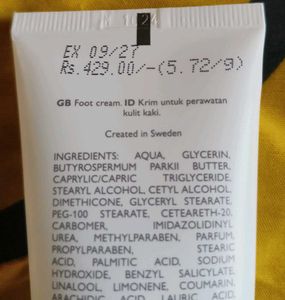 EX 09/27
Rs.429.00/-(5.72/g)
GB Foot cream. ID Krim untuk perawatan
kulit kaki.
Created in Sweden
INGREDIENTS: AQUA, GLYCERIN,
BUTYROSPERMUM PARKII BUTTER,
CAPRYLIC/CAPRIC TRIGLYCERIDE,
STEARYL ALCOHOL, CETYL ALCOHOL,
DIMETHICONE, GLYCERYL STEARATE,
PEG-100 STEARATE, CETEARETH-20,
CARBOMER, IMIDAZOLIDINYL
UREA, METHYLPARABEN, PARFUM,
PROPYLPARABEN, STEARIC
ACID, PALMITIC ACID, SODIUM
HYDROXIDE, BENZYL SALICYLATE,
LINALOOL, LIMONENE, COUMARIN,
ARACHIDIC ACID, LAURIC ACID